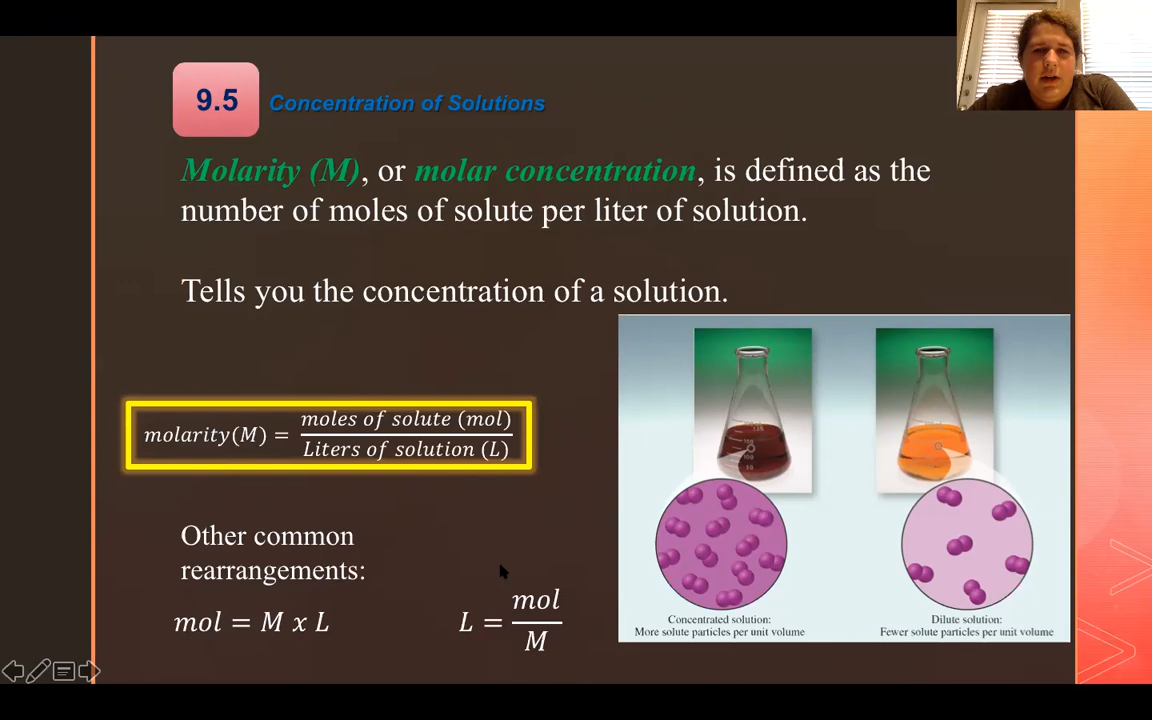 9.5
Concentration of Solutions
Molarity (M), or molar concentration, is defined as the
number of moles of solute per liter of solution.
Tells you the concentration of a solution.
molarity(M) = moles of solute (mol)
Liters of solution (L)
Other common
rearrangements:
mol = M x L
L = mol
M
Concentrated solution:
More solute particles per unit volume
Dilute solution:
Fewer solute particles per unit volume